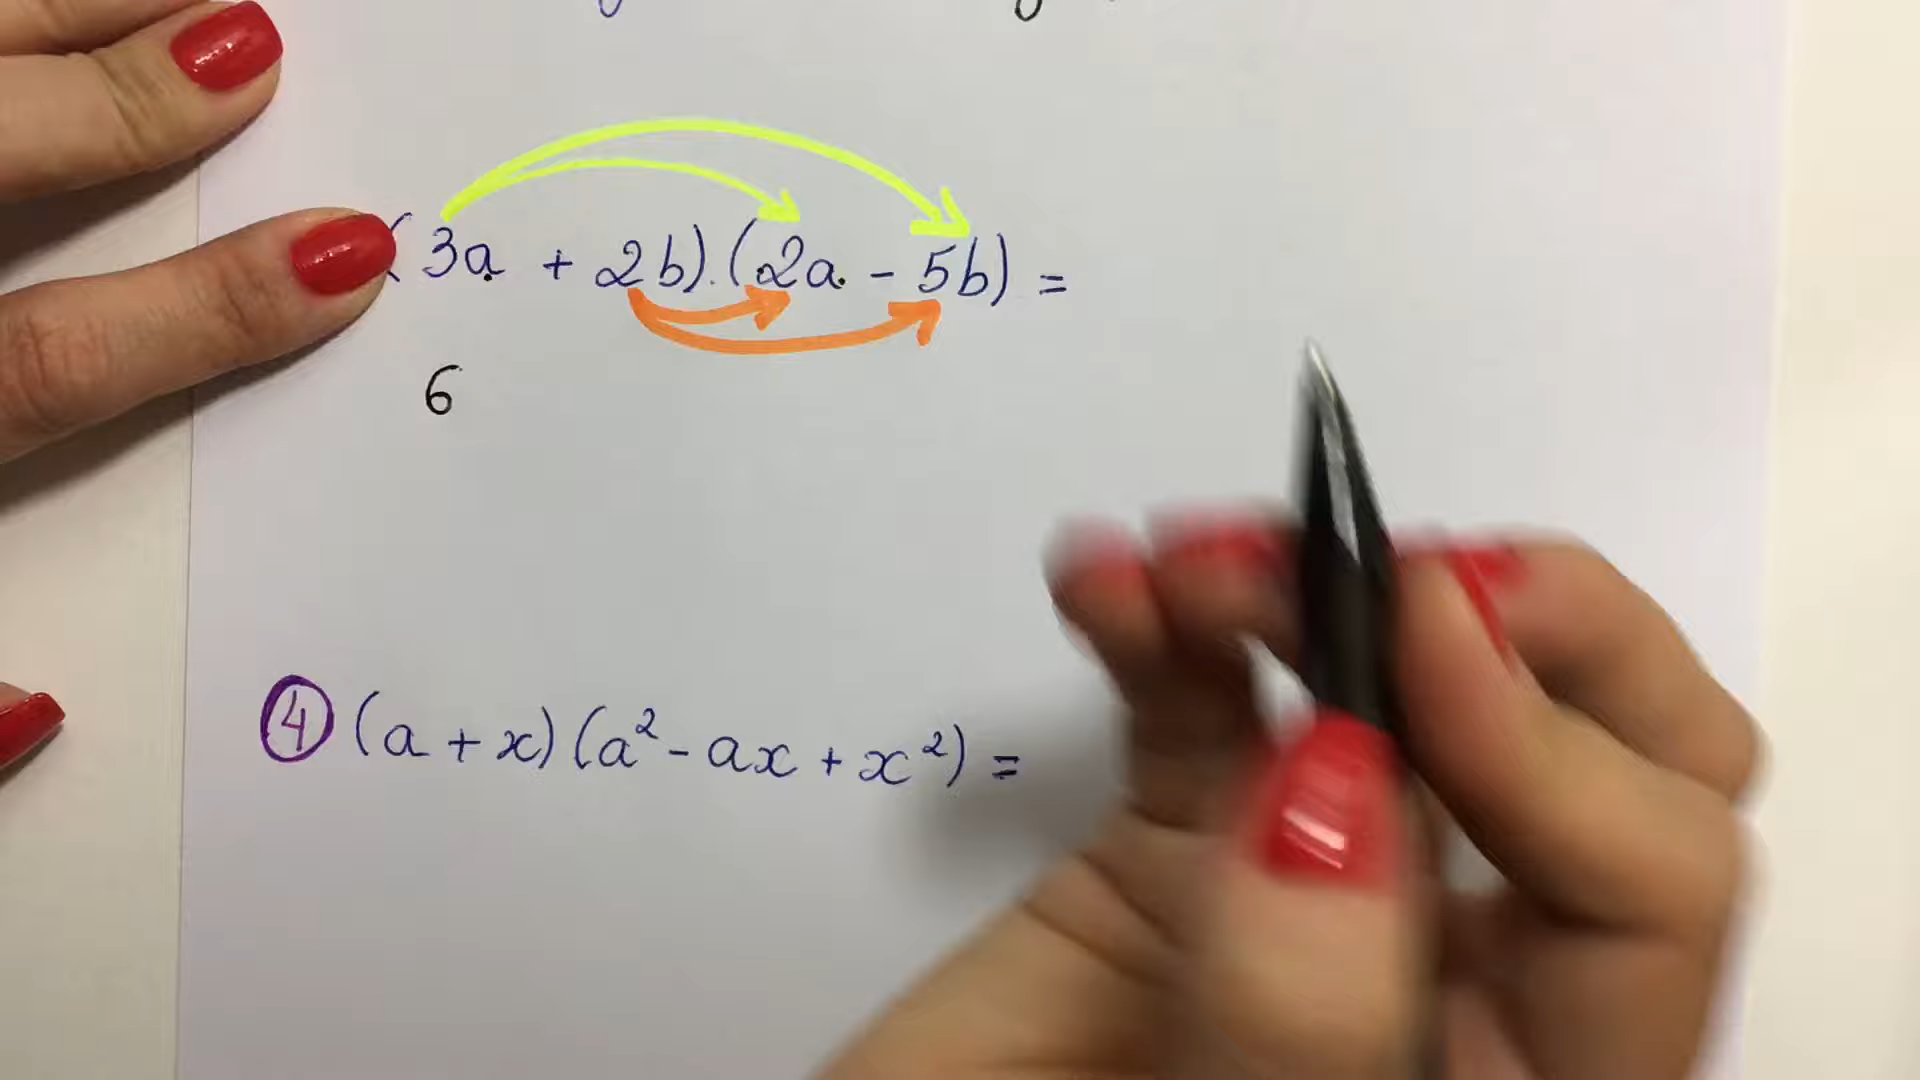 (3a + 2b).(2a - 5b) =
6
4 (a + x)(a² - ax + x²) =